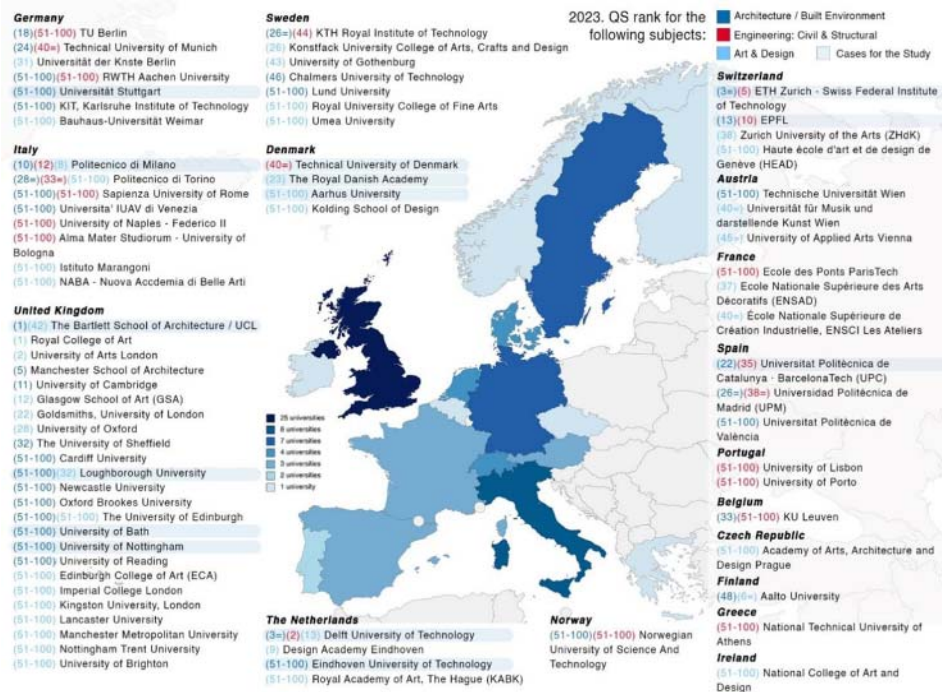 Germany
(18)(51-100) TU Berlin
(24)(40=) Technical University of Munich
(31) Universität der Knste Berlin
(51-100)(51-100) RWTH Aachen University
(51-100) Universität Stuttgart
(51-100) KIT, Karlsruhe Institute of Technology
(51-100) Bauhaus-Universität Weimar
Italy
(10)(12)(8) Politecnico di Milano
(28=)(33=)(51-100) Politecnico di Torino
(51-100)(51-100) Sapienza University of Rome
(51-100) Universita' IUAV di Venezia
(51-100) University of Naples - Federico II
(51-100) Alma Mater Studiorum - University of
Bologna
(51-100) Istituto Marangoni
(51-100) NABA - Nuova Accdemia di Belle Arti
United Kingdom
(1)(42) The Bartlett School of Architecture / UCL
(1) Royal College of Art
(2) University of Arts London
(5) Manchester School of Architecture
(11) University of Cambridge
(12) Glasgow School of Art (GSA)
(22) Goldsmiths, University of London
(28) University of Oxford
(32) The University of Sheffield
(51-100) Cardiff University
(51-100)(32) Loughborough University
(51-100) Newcastle University
(51-100) Oxford Brookes University
(51-100)(51-100) The University of Edinburgh
(51-100) University of Bath
(51-100) University of Nottingham
(51-100) University of Reading
(51-100) Edinburgh College of Art (ECA)
(51-100) Imperial College London
(51-100) Kingston University, London
(51-100) Lancaster University
(51-100) Manchester Metropolitan University
(51-100) Nottingham Trent University
(51-100) University of Brighton
Sweden
(26=)(44) KTH Royal Institute of Technology
(26) Konstfack University College of Arts, Crafts and Design
(43) University of Gothenburg
(46) Chalmers University of Technology
(51-100) Lund University
(51-100) Royal University College of Fine Arts
(51-100) Umea University
Denmark
(40=) Technical University of Denmark
(23) The Royal Danish Academy
(51-100) Aarhus University
(51-100) Kolding School of Design
25 universities
8 universities
7 universities
4 universities
3 universities
2 universities
1 university
The Netherlands
(3=)(2)(13) Delft University of Technology
(9) Design Academy Eindhoven
(51-100) Eindhoven University of Technology
(51-100) Royal Academy of Art, The Hague (KABK)
Norway
(51-100)(51-100) Norwegian
University of Science And
Technology
2023. QS rank for the
following subjects:
Architecture / Built Environment
Engineering: Civil & Structural
Art & Design
Cases for the Study
Switzerland
(3=)(5) ETH Zurich - Swiss Federal Institute
of Technology
(13)(10) EPFL
(38) Zurich University of the Arts (ZHdK)
(51-100) Haute école d'art et de design de
Genève (HEAD)
Austria
(51-100) Technische Universität Wien
(40=) Universität für Musik und
darstellende Kunst Wien
(45=) University of Applied Arts Vienna
France
(51-100) Ecole des Ponts ParisTech
(37) Ecole Nationale Supérieure des Arts
Décoratifs (ENSAD)
(40=) École Nationale Supérieure de
Création Industrielle, ENSCI Les Ateliers
Spain
(22)(35) Universitat Politècnica de
Catalunya · BarcelonaTech (UPC)
(26=)(38=) Universidad Politécnica de
Madrid (UPM)
(51-100) Universitat Politècnica de
València
Portugal
(51-100) University of Lisbon
(51-100) University of Porto
Belgium
(33)(51-100) KU Leuven
Czech Republic
(51-100) Academy of Arts, Architecture and
Design Prague
Finland
(48)(6=) Aalto University
Greece
(51-100) National Technical University of
Athens
Ireland
(51-100) National College of Art and
Design